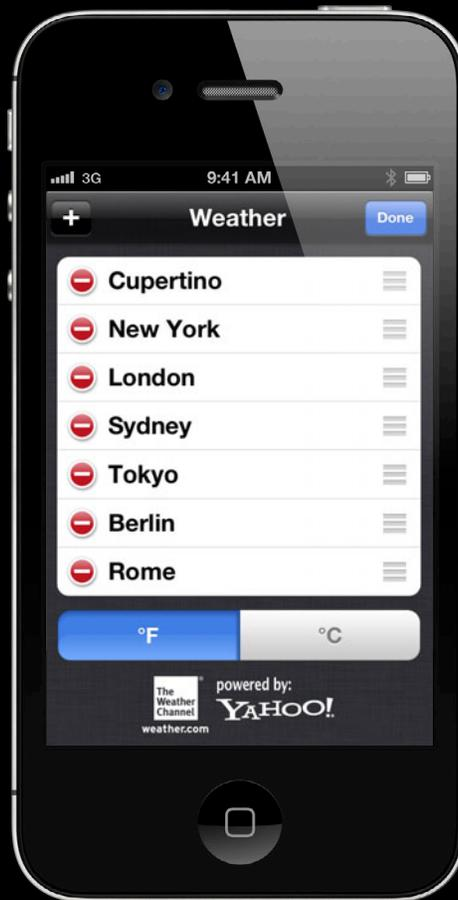 3G 9:41 AM
+ Weather Done
Cupertino
New York
London
Sydney
Tokyo
Berlin
Rome
°F °C
The
Weather
Channel
weather.com
powered by:
YAHOO!